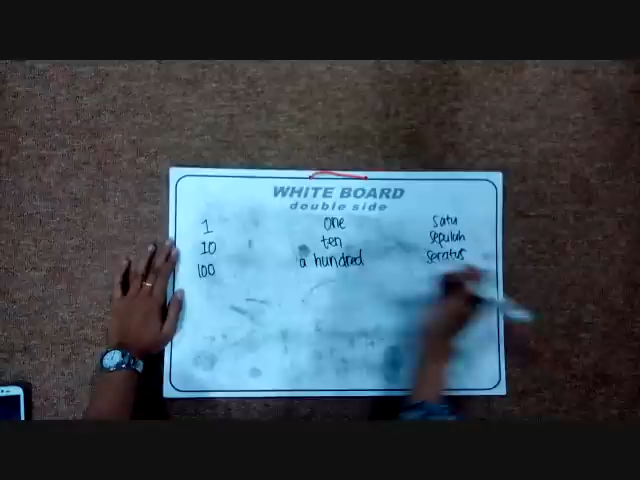 WHITE BOARD
double side
1 one satu
10 ten sepuluh
100 a hundred seratus